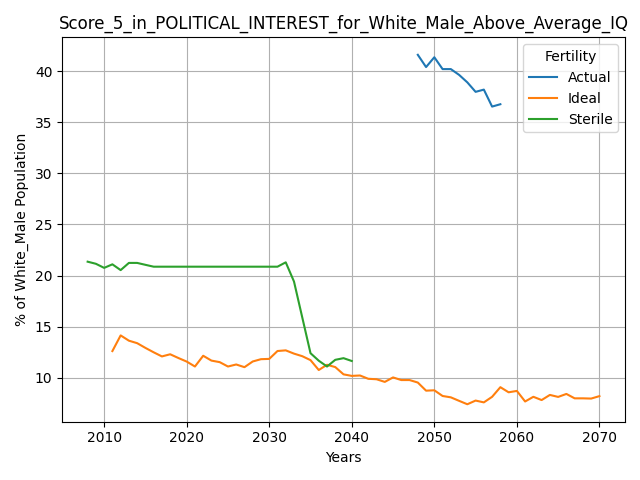 Score_5_in_POLITICAL_INTEREST_for_White_Male_Above_Average_IQ
Fertility
Actual
Ideal
Sterile
% of White_Male Population
40
35
30
25
20
15
10
2010 2020 2030 2040 2050 2060 2070
Years